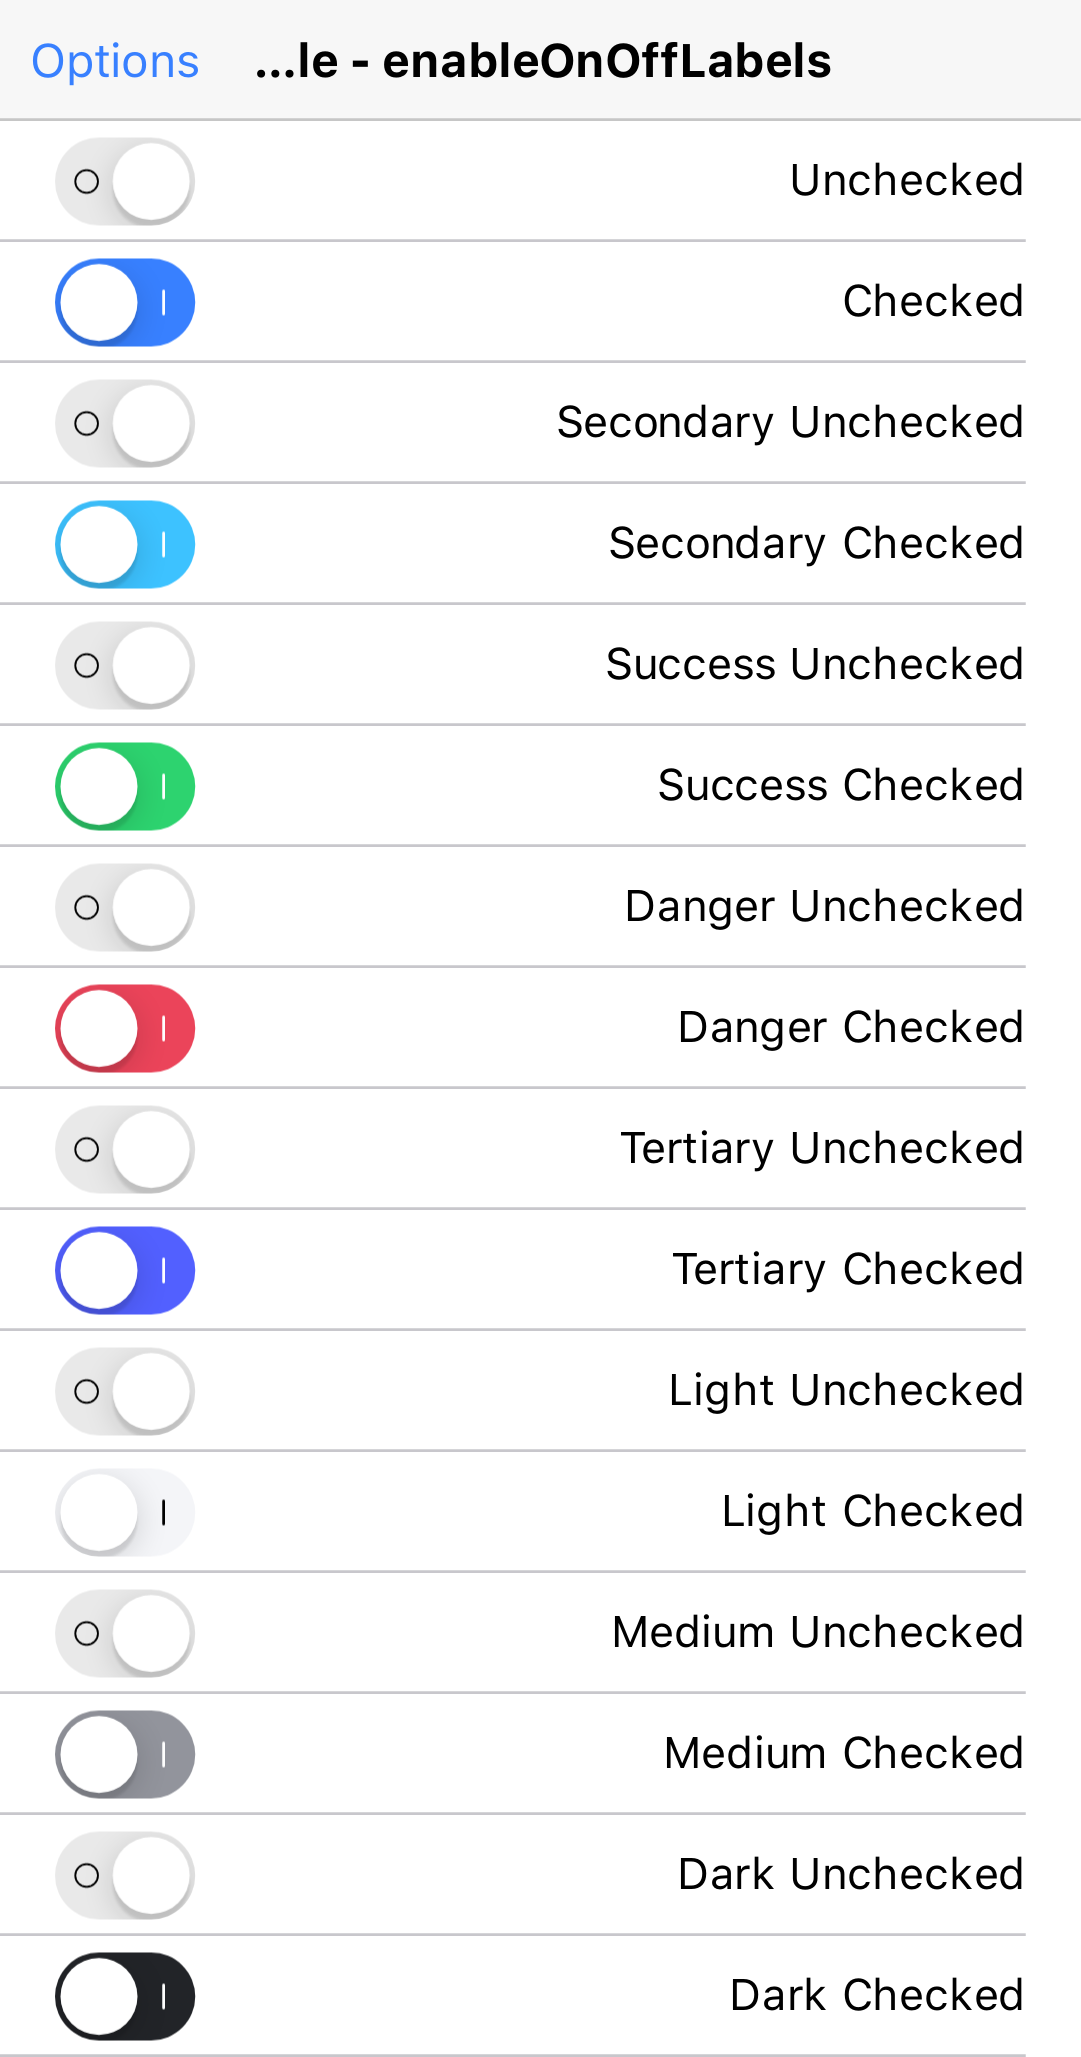 Options
...le - enableOnOffLabels
Unchecked
Checked
Secondary Unchecked
Secondary Checked
Success Unchecked
Success Checked
Danger Unchecked
Danger Checked
Tertiary Unchecked
Tertiary Checked
Light Unchecked
Light Checked
Medium Unchecked
Medium Checked
Dark Unchecked
Dark Checked